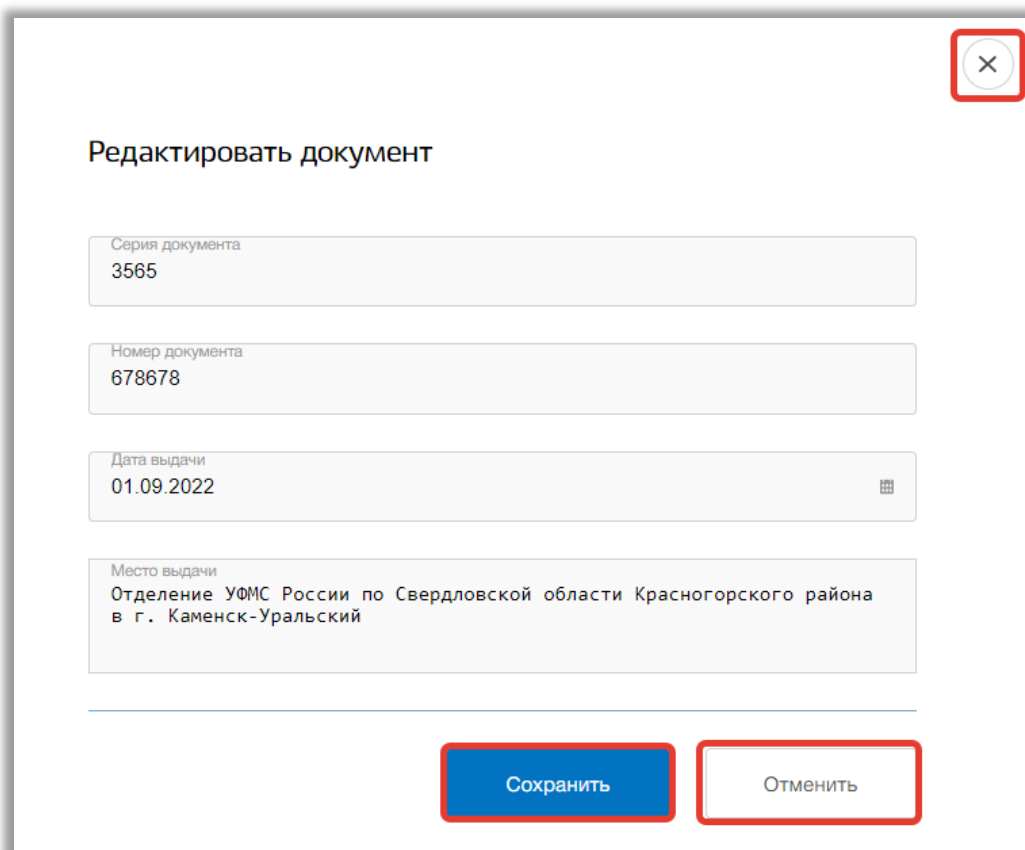 Редактировать документ
Серия документа
3565
Номер документа
678678
Дата выдачи
01.09.2022
Место выдачи
Отделение УФМС России по Свердловской области Красногорского района
в г. Каменск-Уральский
Сохранить
Отменить